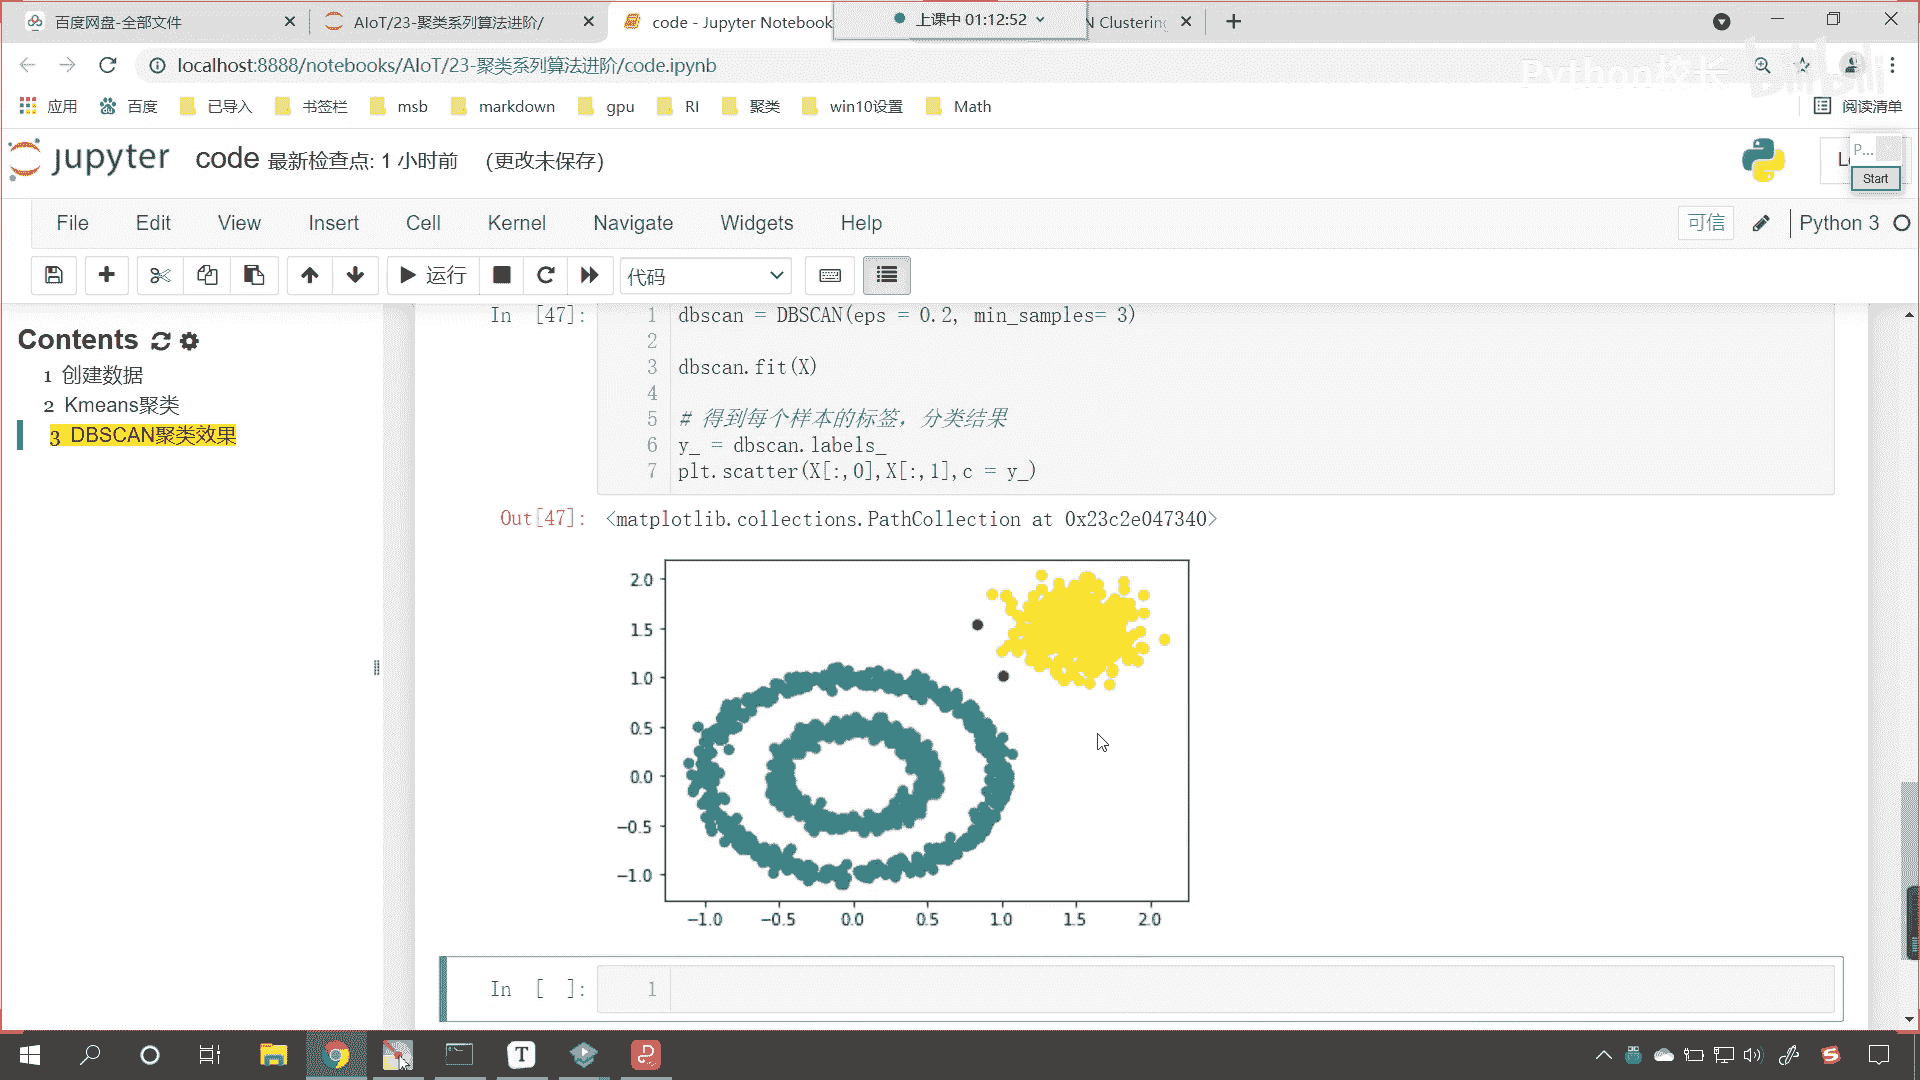 百度网盘-全部文件
AIoT/23-聚类系列算法进阶/
code - Jupyter Notebook
上课中 01:12:52
N Clustering
localhost:8888/notebooks/AIoT/23-聚类系列算法进阶/code.ipynb
Python校长
bilibili
应用 百度 已导入 书签栏 msb markdown gpu RI 聚类 win10设置 Math 阅读清单
jupyter code 最新检查点: 1 小时前 (更改未保存)
P...
Start
File Edit View Insert Cell Kernel Navigate Widgets Help 可信 Python 3
运行 代码
Contents
1 创建数据
2 Kmeans聚类
3 DBSCAN聚类效果
In [47]:
1 dbscan = DBSCAN(eps = 0.2, min_samples= 3)
2
3 dbscan.fit(X)
4
5 # 得到每个样本的标签，分类结果
6 y_ = dbscan.labels_
7 plt.scatter(X[:,0],X[:,1],c = y_)
Out[47]: <matplotlib.collections.PathCollection at 0x23c2e047340>
2.0
1.5
1.0
0.5
0.0
−0.5
−1.0
−1.0 −0.5 0.0 0.5 1.0 1.5 2.0
In [ ]: 1